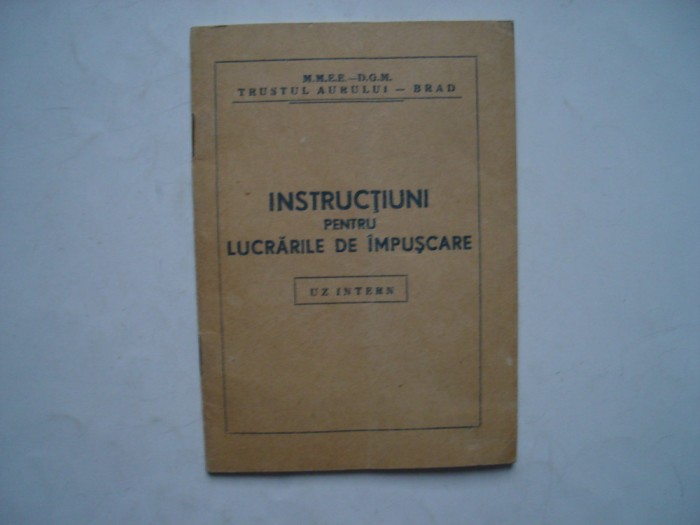 M.M.E.E.—D.G.M.
TRUSTUL AURULUI — BRAD
INSTRUCŢIUNI
PENTRU
LUCRĂRILE DE ÎMPUŞCARE
UZ INTERN